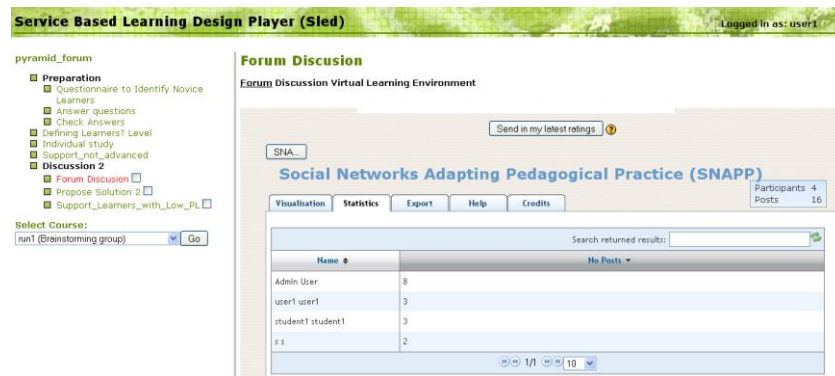 Service Based Learning Design Player (Sled)
Logged in as: user1
pyramid_forum
Preparation
Questionnaire to Identify Novice
Learners
Answer questions
Check Answers
Defining Learners? Level
Individual study
Support_not_advanced
Discussion 2
Forum Discusion
Propose Solution 2
Support_Learners_with_Low_PL
Select Course:
run1 (Brainstorming group)
Go
Forum Discusion
Forum Discussion Virtual Learning Environment
Send in my latest ratings
?
SNA...
Social Networks Adapting Pedagogical Practice (SNAPP)
Participants 4
Posts 16
Visualisation Statistics Export Help Credits
Search returned results:
Name No Posts
Admin User 8
user1 user1 3
student1 student1 3
s s 2
1/1 10